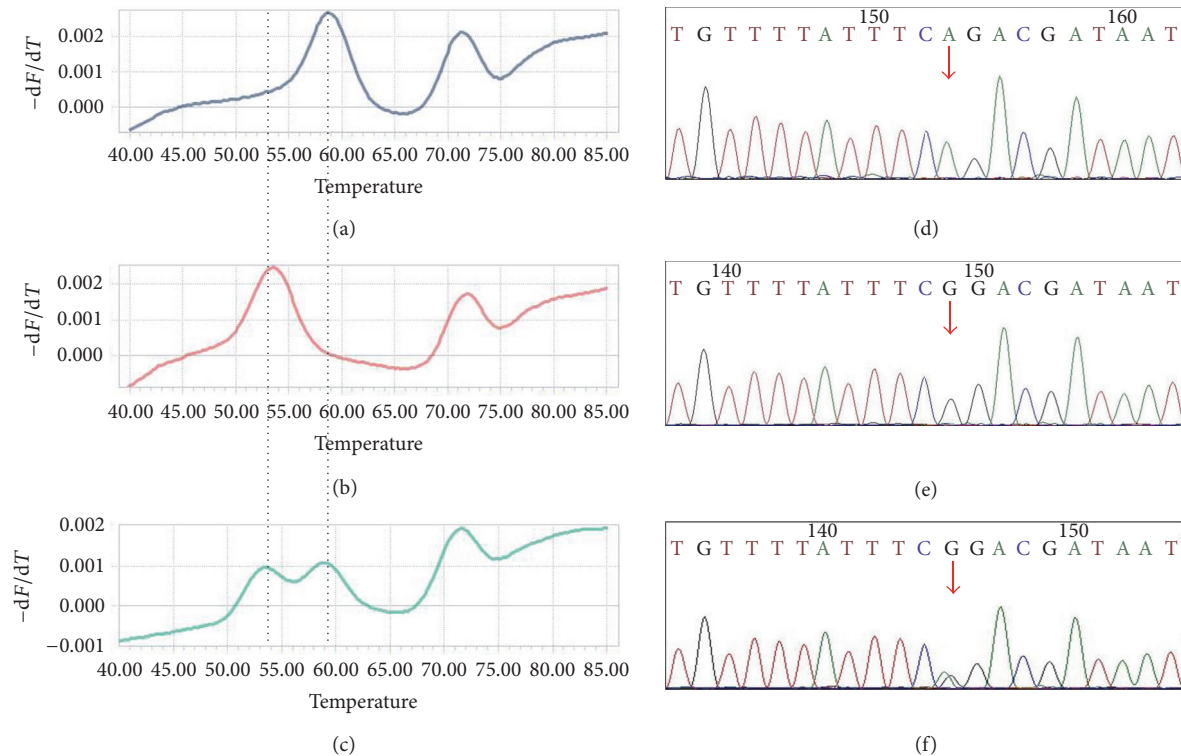 0.002
0.001
0.000
−dF/dT
40.00 45.00 50.00 55.00 60.00 65.00 70.00 75.00 80.00 85.00
Temperature
(a)
150 160
T G T T T T A T T T C A G A C G A T A A T
(d)
0.002
0.001
0.000
−dF/dT
40.00 45.00 50.00 55.00 60.00 65.00 70.00 75.00 80.00 85.00
Temperature
(b)
140 150
T G T T T T A T T T C G G A C G A T A A T
(e)
0.002
0.001
0.000
−0.001
−dF/dT
40.00 45.00 50.00 55.00 60.00 65.00 70.00 75.00 80.00 85.00
Temperature
(c)
140 150
T G T T T T A T T T C G G A C G A T A A T
(f)